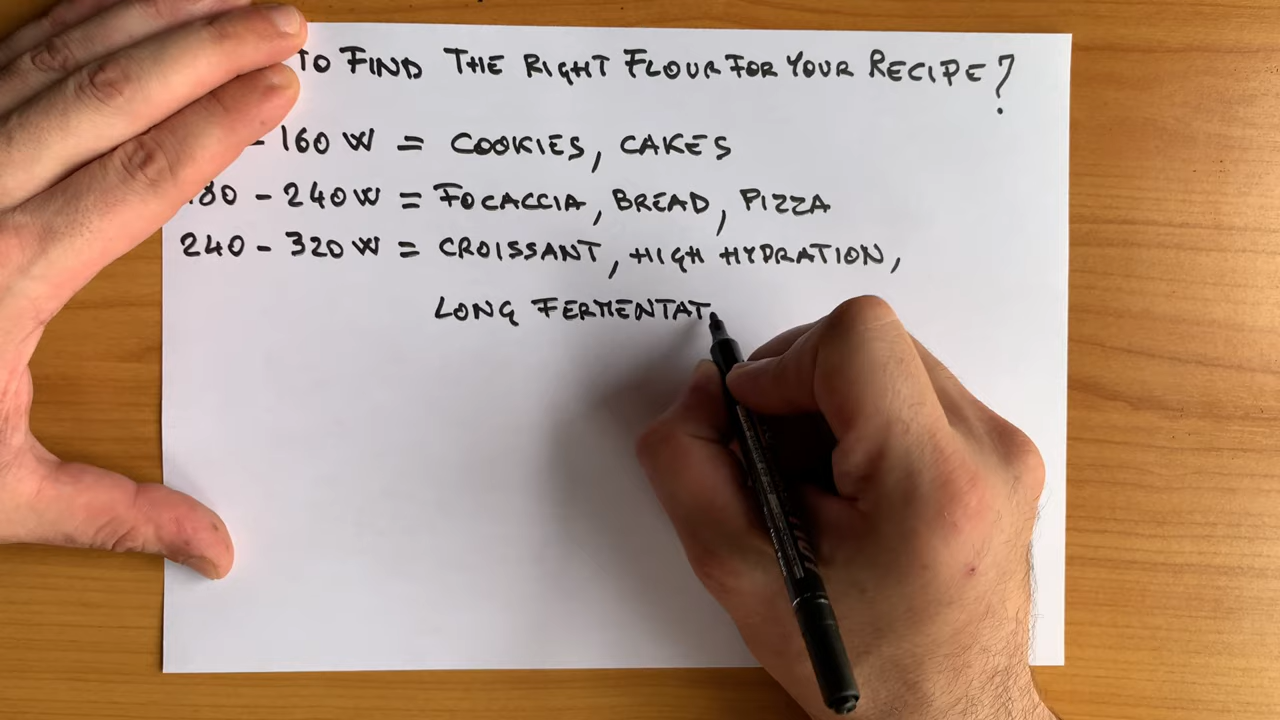 TO FIND THE RIGHT FLOUR FOR YOUR RECIPE?
- 160 W = COOKIES, CAKES
80 - 240 W = FOCACCIA, BREAD, PIZZA
240 - 320 W = CROISSANT, HIGH HYDRATION,
LONG FERMENTAT